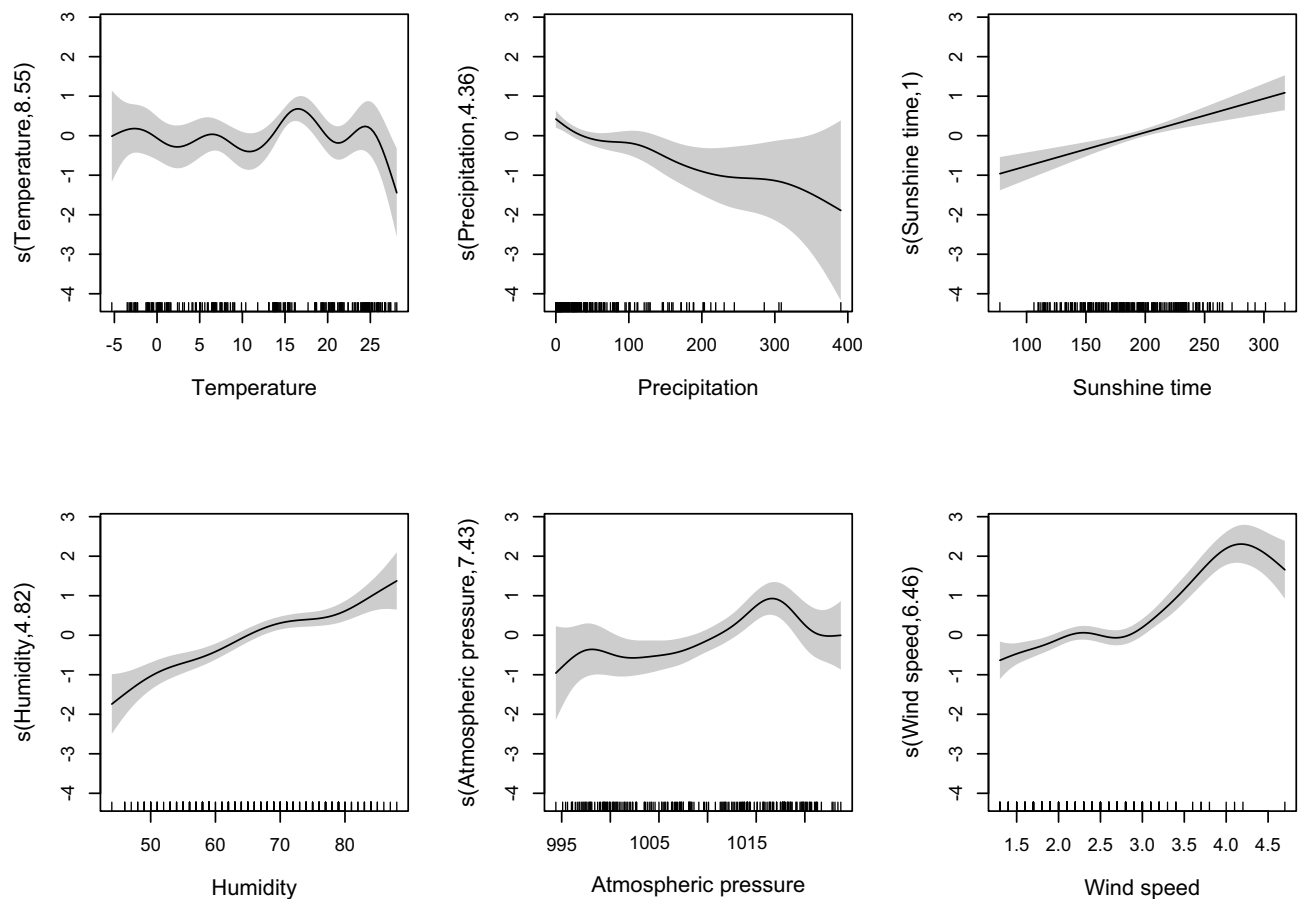 s(Temperature,8.55)
3
2
1
0
-1
-2
-3
-4
-5 0 5 10 15 20 25
Temperature
s(Precipitation,4.36)
3
2
1
0
-1
-2
-3
-4
0 100 200 300 400
Precipitation
s(Sunshine time,1)
3
2
1
0
-1
-2
-3
-4
100 150 200 250 300
Sunshine time
s(Humidity,4.82)
3
2
1
0
-1
-2
-3
-4
50 60 70 80
Humidity
s(Atmospheric pressure,7.43)
3
2
1
0
-1
-2
-3
-4
995 1005 1015
Atmospheric pressure
s(Wind speed,6.46)
3
2
1
0
-1
-2
-3
-4
1.5 2.0 2.5 3.0 3.5 4.0 4.5
Wind speed